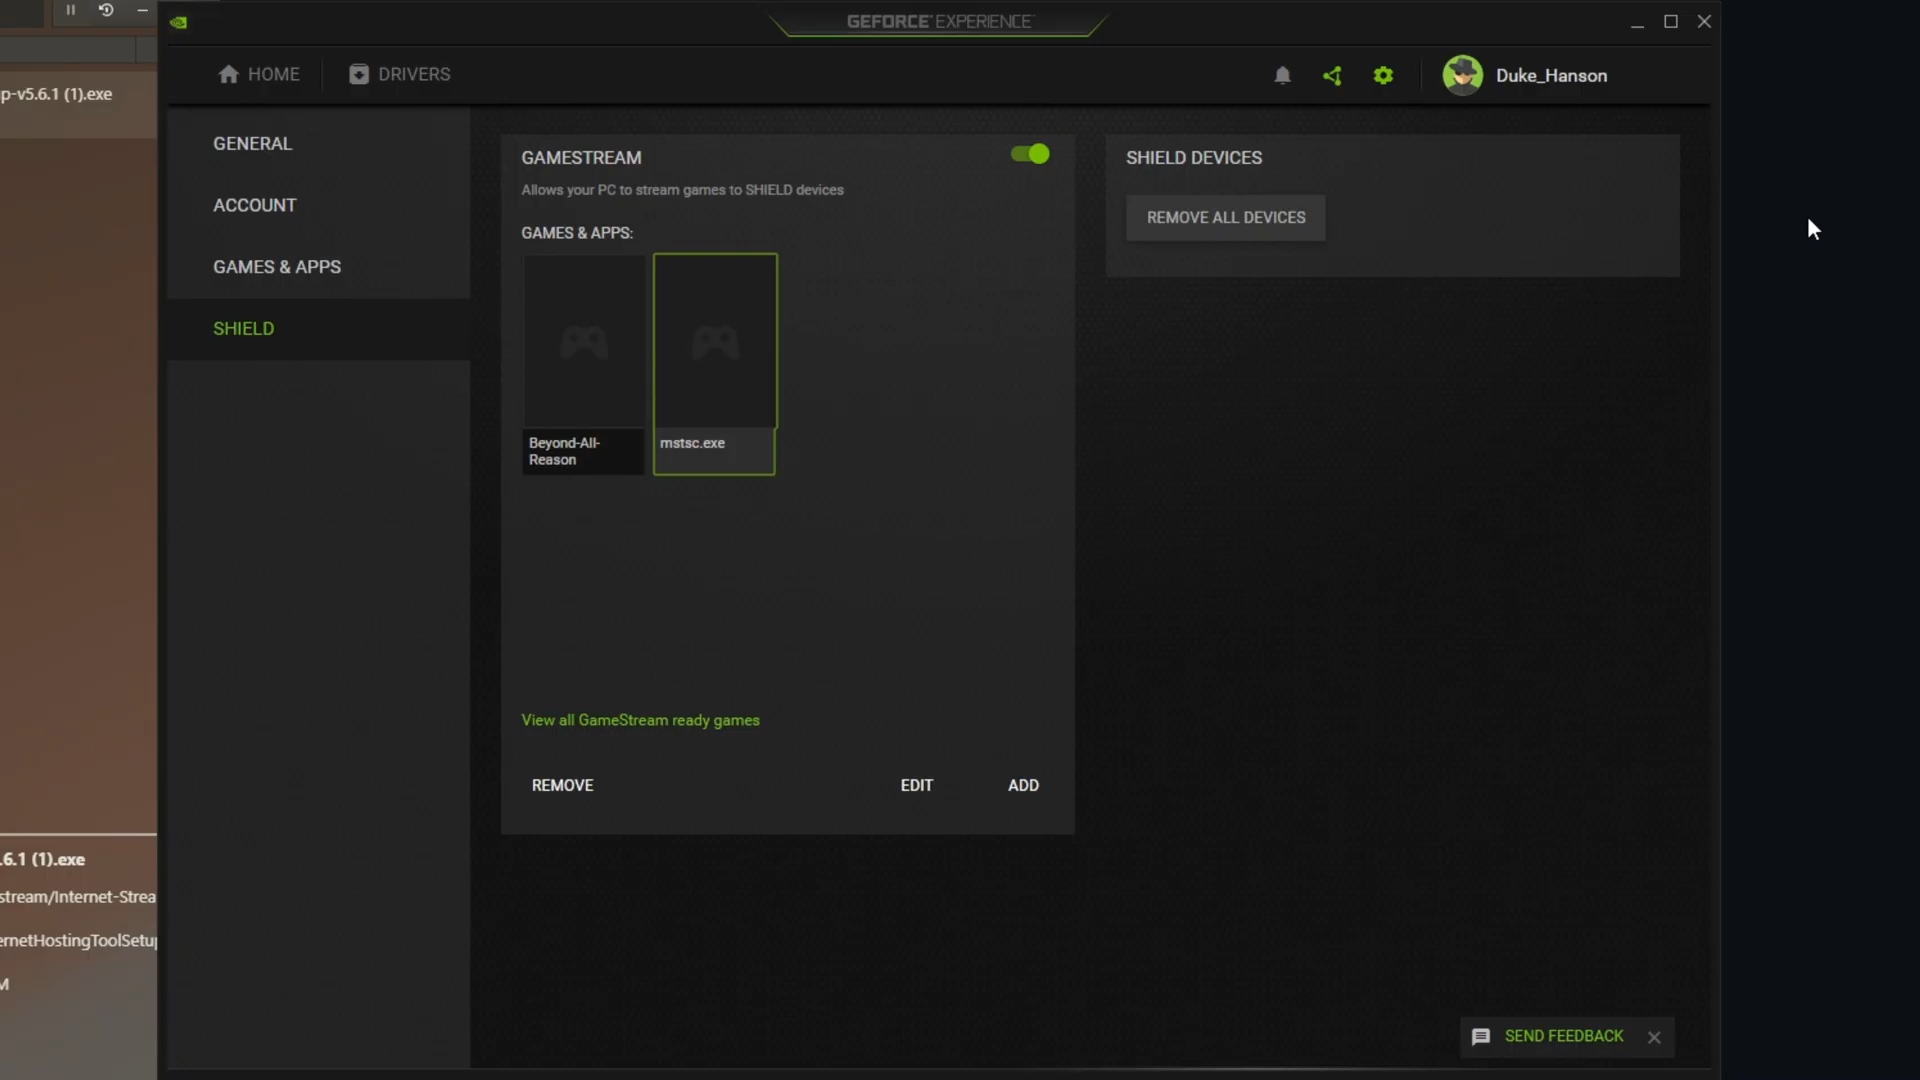 GEFORCE EXPERIENCE
HOME
DRIVERS
Duke_Hanson
p-v5.6.1 (1).exe
GENERAL
ACCOUNT
GAMES & APPS
SHIELD
GAMESTREAM
Allows your PC to stream games to SHIELD devices
GAMES & APPS:
Beyond-All-
Reason
mstsc.exe
View all GameStream ready games
REMOVE
EDIT
ADD
SHIELD DEVICES
REMOVE ALL DEVICES
.6.1 (1).exe
stream/Internet-Strea
ernetHostingToolSetup
M
SEND FEEDBACK